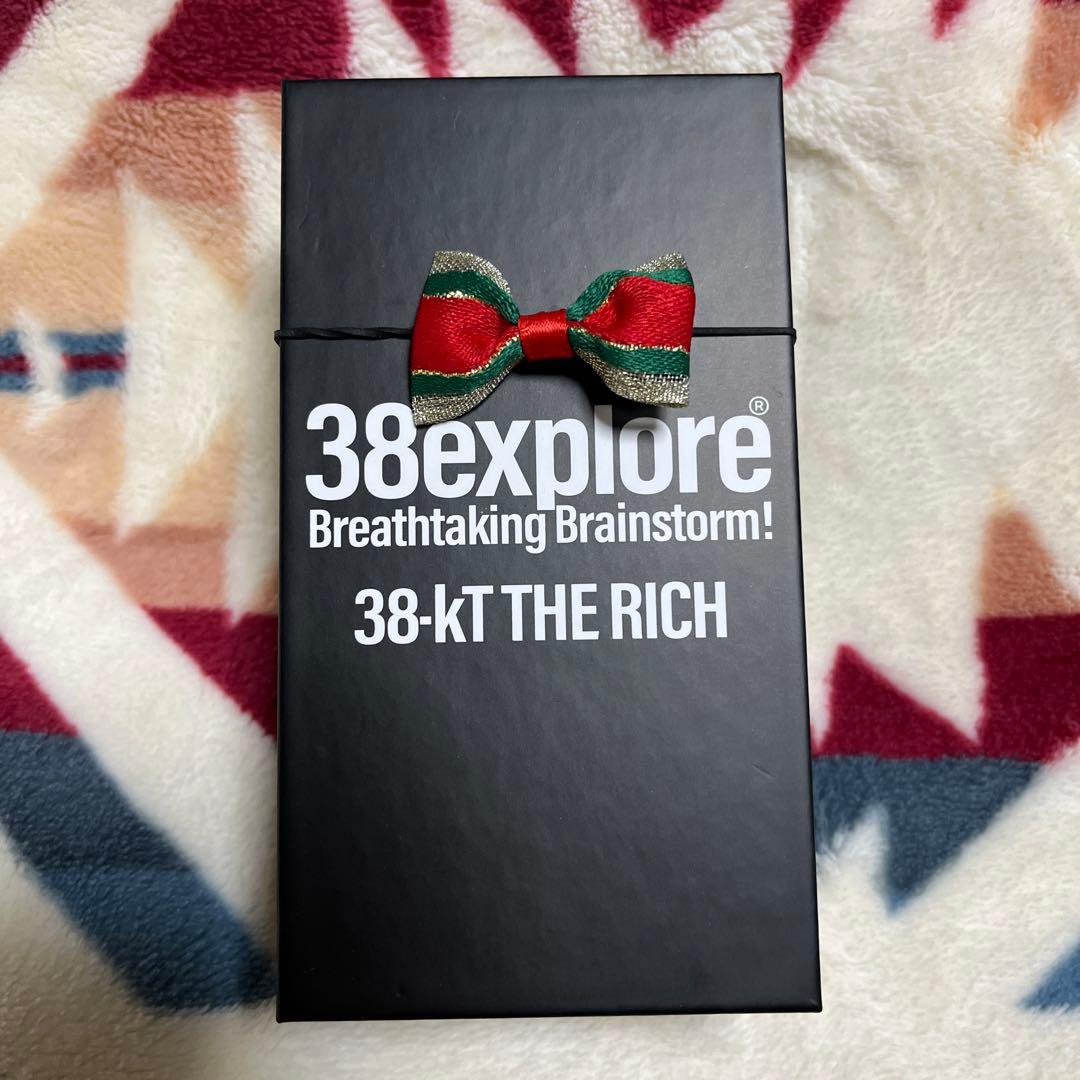 38explore®
Breathtaking Brainstorm!
38-kT THE RICH